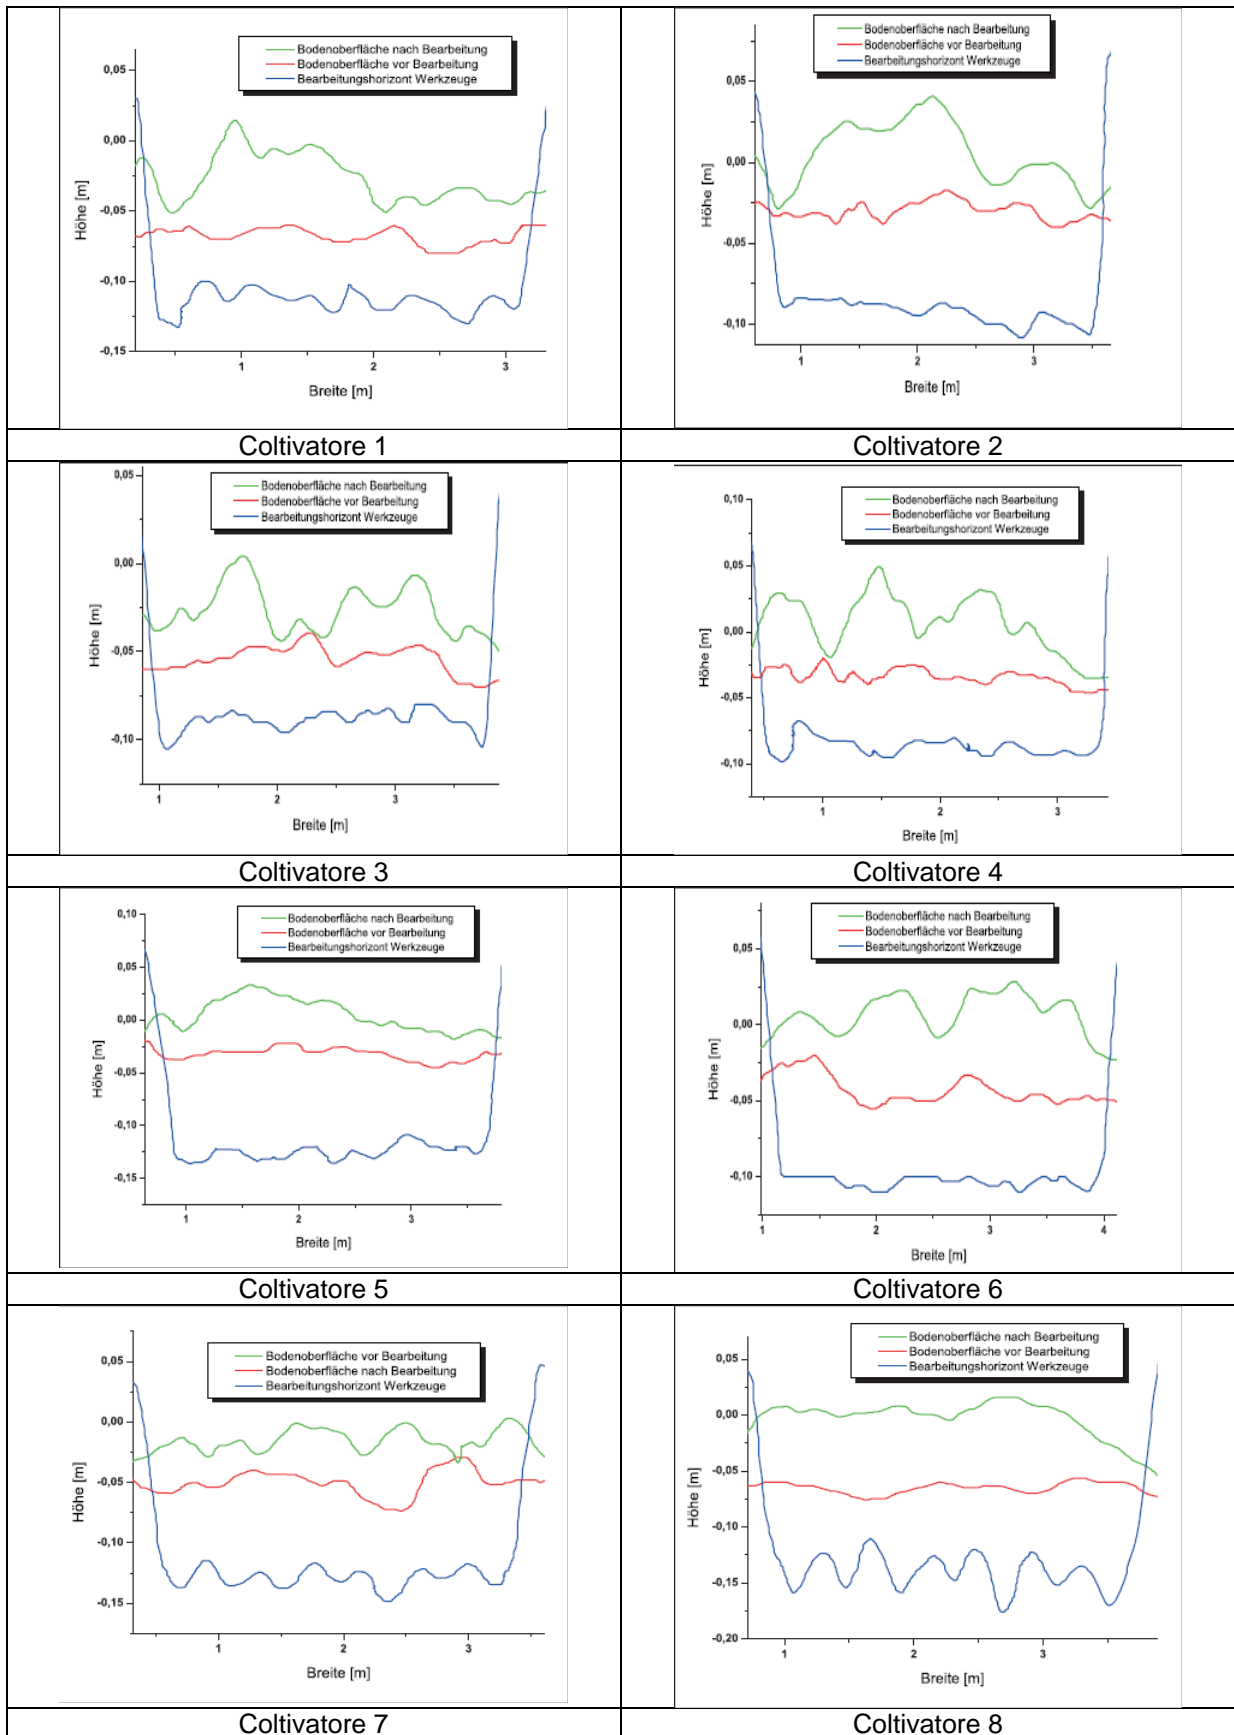 Bodenoberfläche nach Bearbeitung
Bodenoberfläche vor Bearbeitung
Bearbeitungshorizont Werkzeuge
0,05
0,00
-0,05
-0,10
-0,15
Höhe [m]
1
2
3
Breite [m]
Coltivatore 1
Bodenoberfläche nach Bearbeitung
Bodenoberfläche vor Bearbeitung
Bearbeitungshorizont Werkzeuge
0,05
0,00
-0,05
-0,10
Höhe [m]
1
2
3
Breite [m]
Coltivatore 2
0,05
Bodenoberfläche nach Bearbeitung
Bodenoberfläche vor Bearbeitung
Bearbeitungshorizont Werkzeuge
0,00
-0,05
-0,10
Höhe [m]
1
2
3
Breite [m]
Coltivatore 3
0,10
Bodenoberfläche nach Bearbeitung
Bodenoberfläche vor Bearbeitung
Bearbeitungshorizont Werkzeuge
0,05
0,00
-0,05
-0,10
Höhe [m]
1
2
3
Breite [m]
Coltivatore 4
0,10
Bodenoberfläche nach Bearbeitung
Bodenoberfläche vor Bearbeitung
Bearbeitungshorizont Werkzeuge
0,05
0,00
-0,05
-0,10
-0,15
Höhe [m]
1
2
3
Breite [m]
Coltivatore 5
Bodenoberfläche nach Bearbeitung
Bodenoberfläche vor Bearbeitung
Bearbeitungshorizont Werkzeuge
0,05
0,00
-0,05
-0,10
Höhe [m]
1
2
3
4
Breite [m]
Coltivatore 6
Bodenoberfläche vor Bearbeitung
Bodenoberfläche nach Bearbeitung
Bearbeitungshorizont Werkzeuge
0,05
0,00
-0,05
-0,10
-0,15
Höhe [m]
1
2
3
Breite [m]
Coltivatore 7
Bodenoberfläche nach Bearbeitung
Bodenoberfläche vor Bearbeitung
Bearbeitungshorizont Werkzeuge
0,05
0,00
-0,05
-0,10
-0,15
-0,20
Höhe [m]
1
2
3
Breite [m]
Coltivatore 8